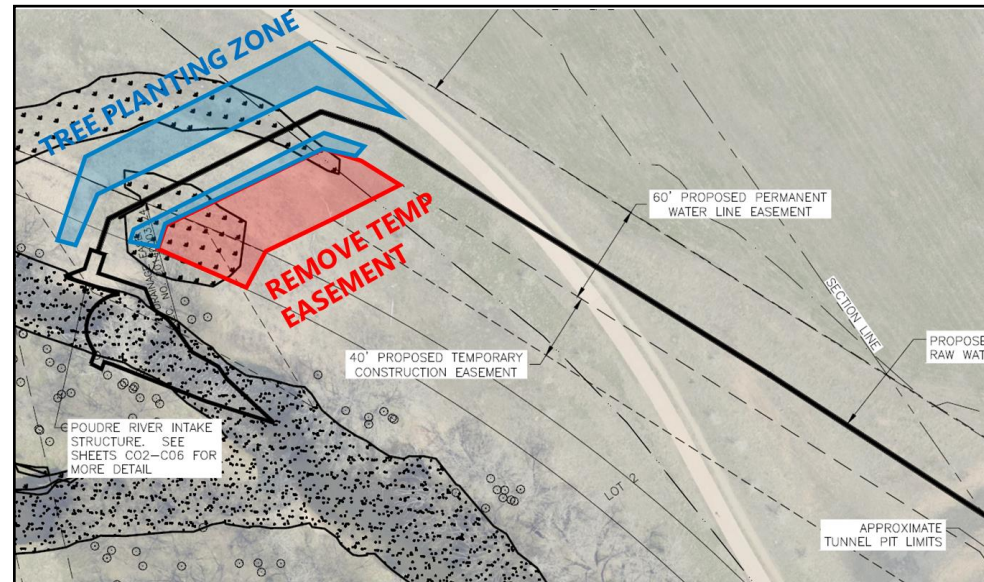 TREE PLANTING ZONE
REMOVE TEMP
EASEMENT
60' PROPOSED PERMANENT
WATER LINE EASEMENT
SECTION LINE
40' PROPOSED TEMPORARY
CONSTRUCTION EASEMENT
PROPOSE
RAW WAT
POUDRE RIVER INTAKE
STRUCTURE. SEE
SHEETS CO2-C06 FOR
MORE DETAIL
LOT 2
APPROXIMATE
TUNNEL PIT LIMITS